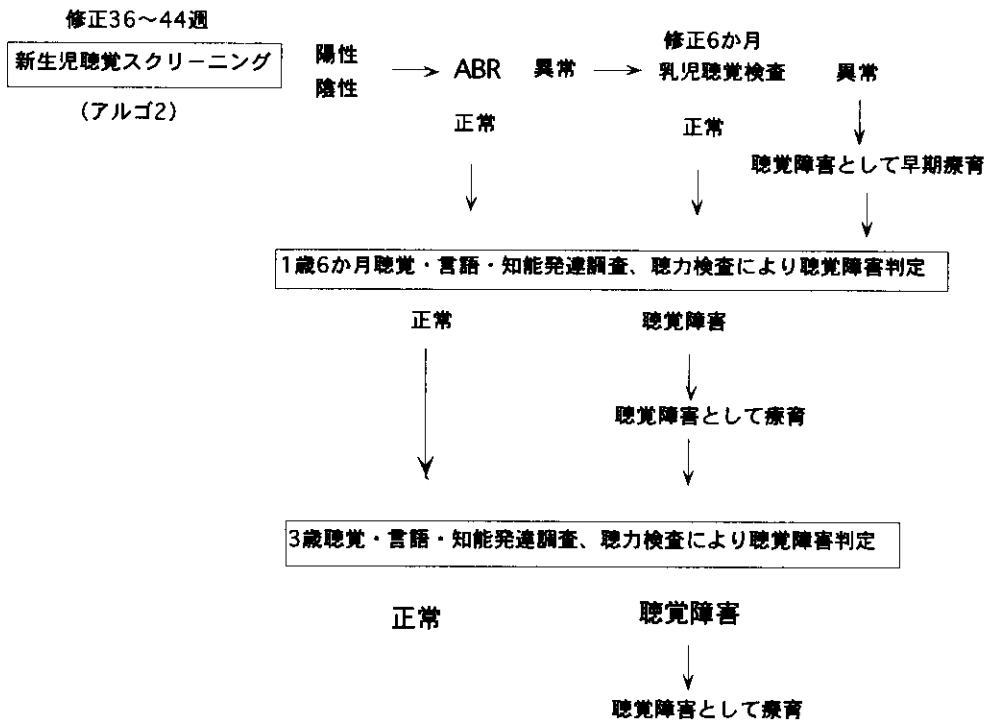 修正36〜44週
新生児聴覚スクリーニング
(アルゴ2)
陽性
陰性
ABR
異常
正常
修正6か月
乳児聴覚検査
異常
正常
聴覚障害として早期療育
1歳6か月聴覚・言語・知能発達調査、聴力検査により聴覚障害判定
正常
聴覚障害
聴覚障害として療育
3歳聴覚・言語・知能発達調査、聴力検査により聴覚障害判定
正常
聴覚障害
聴覚障害として療育